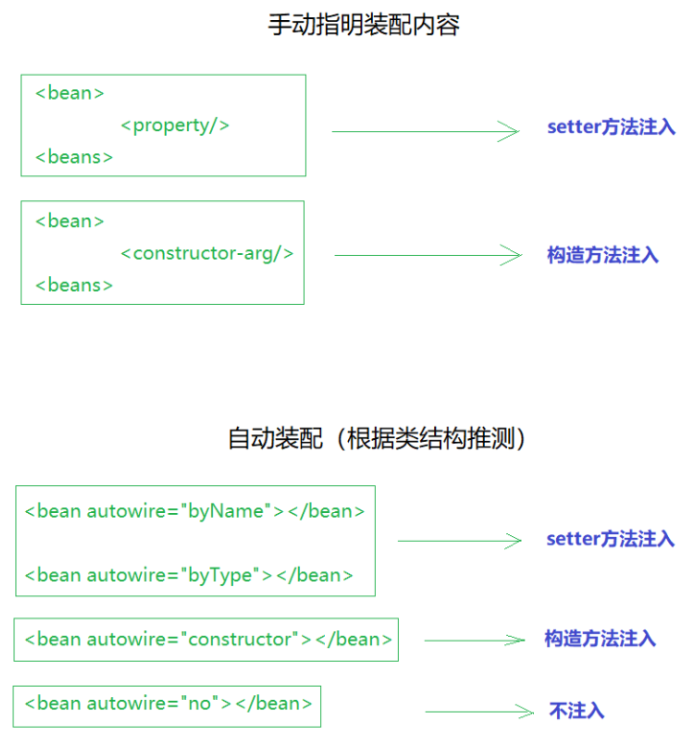 手动指明装配内容
<bean>
<property/>
<beans>
setter方法注入
<bean>
<constructor-arg/>
<beans>
构造方法注入
自动装配（根据类结构推测）
<bean autowire="byName"></bean>
<bean autowire="byType"></bean>
setter方法注入
<bean autowire="constructor"></bean>
构造方法注入
<bean autowire="no"></bean>
不注入